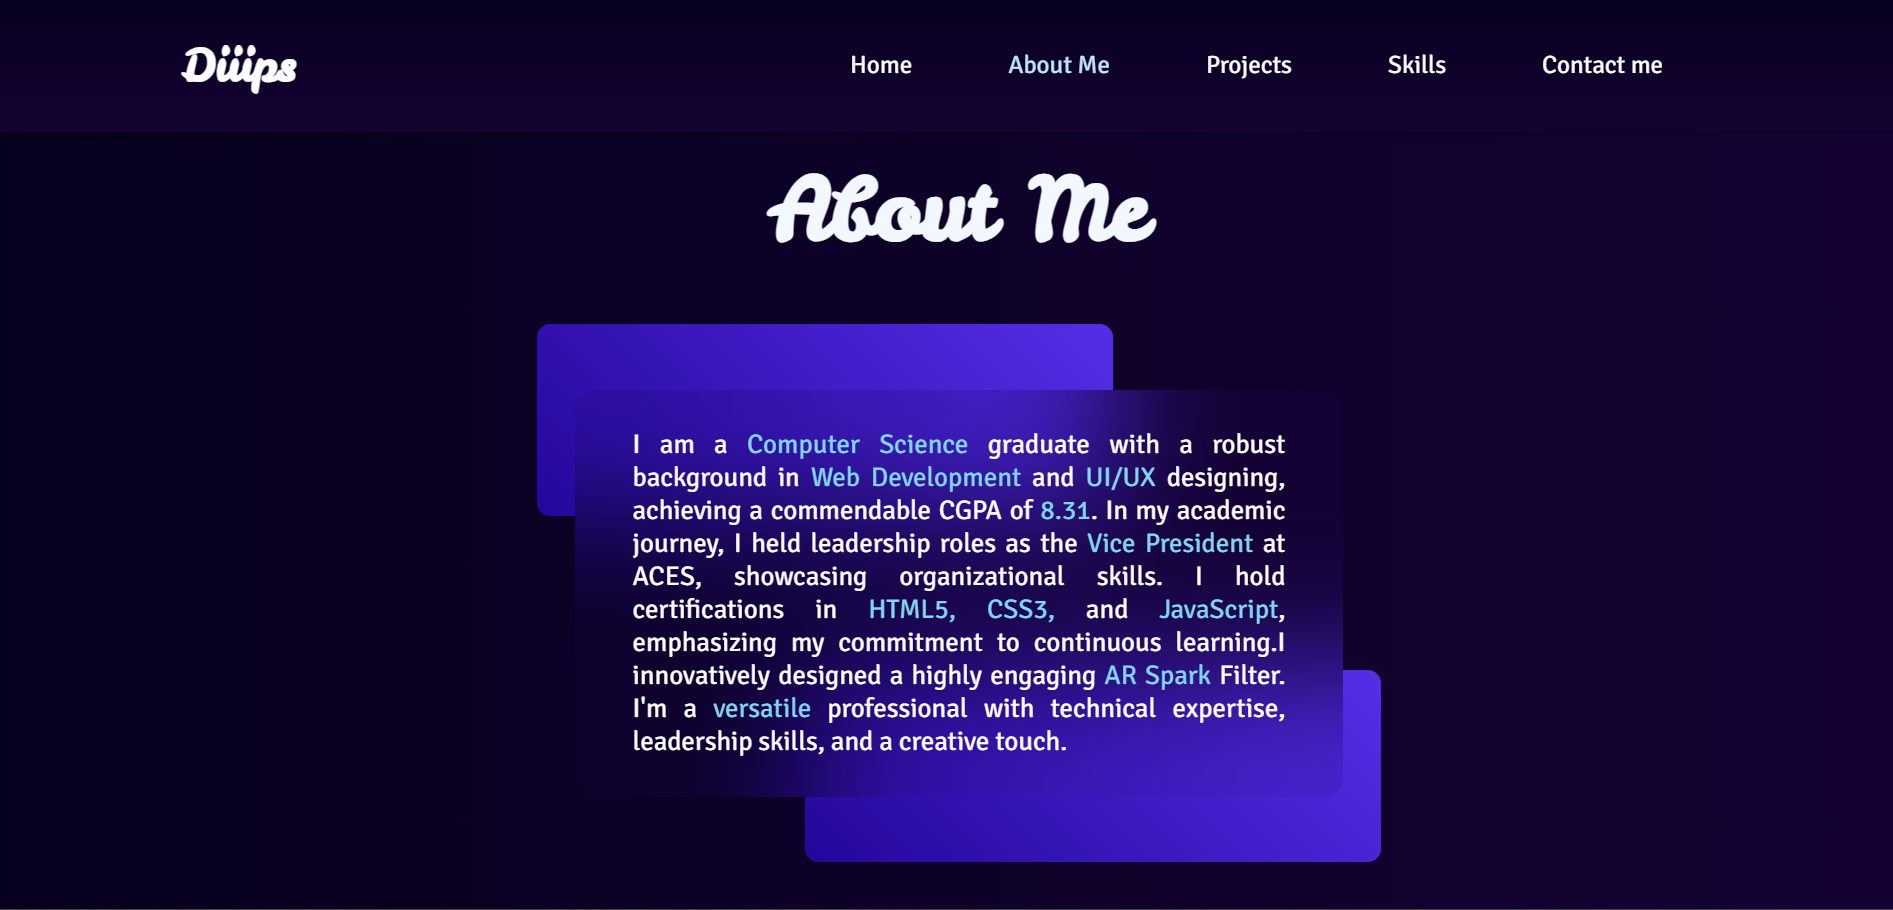 Diiips
Home About Me Projects Skills Contact me
About Me
I am a Computer Science graduate with a robust
background in Web Development and UI/UX designing,
achieving a commendable CGPA of 8.31. In my academic
journey, I held leadership roles as the Vice President at
ACES, showcasing organizational skills. I hold
certifications in HTML5, CSS3, and JavaScript,
emphasizing my commitment to continuous learning.I
innovatively designed a highly engaging AR Spark Filter.
I'm a versatile professional with technical expertise,
leadership skills, and a creative touch.